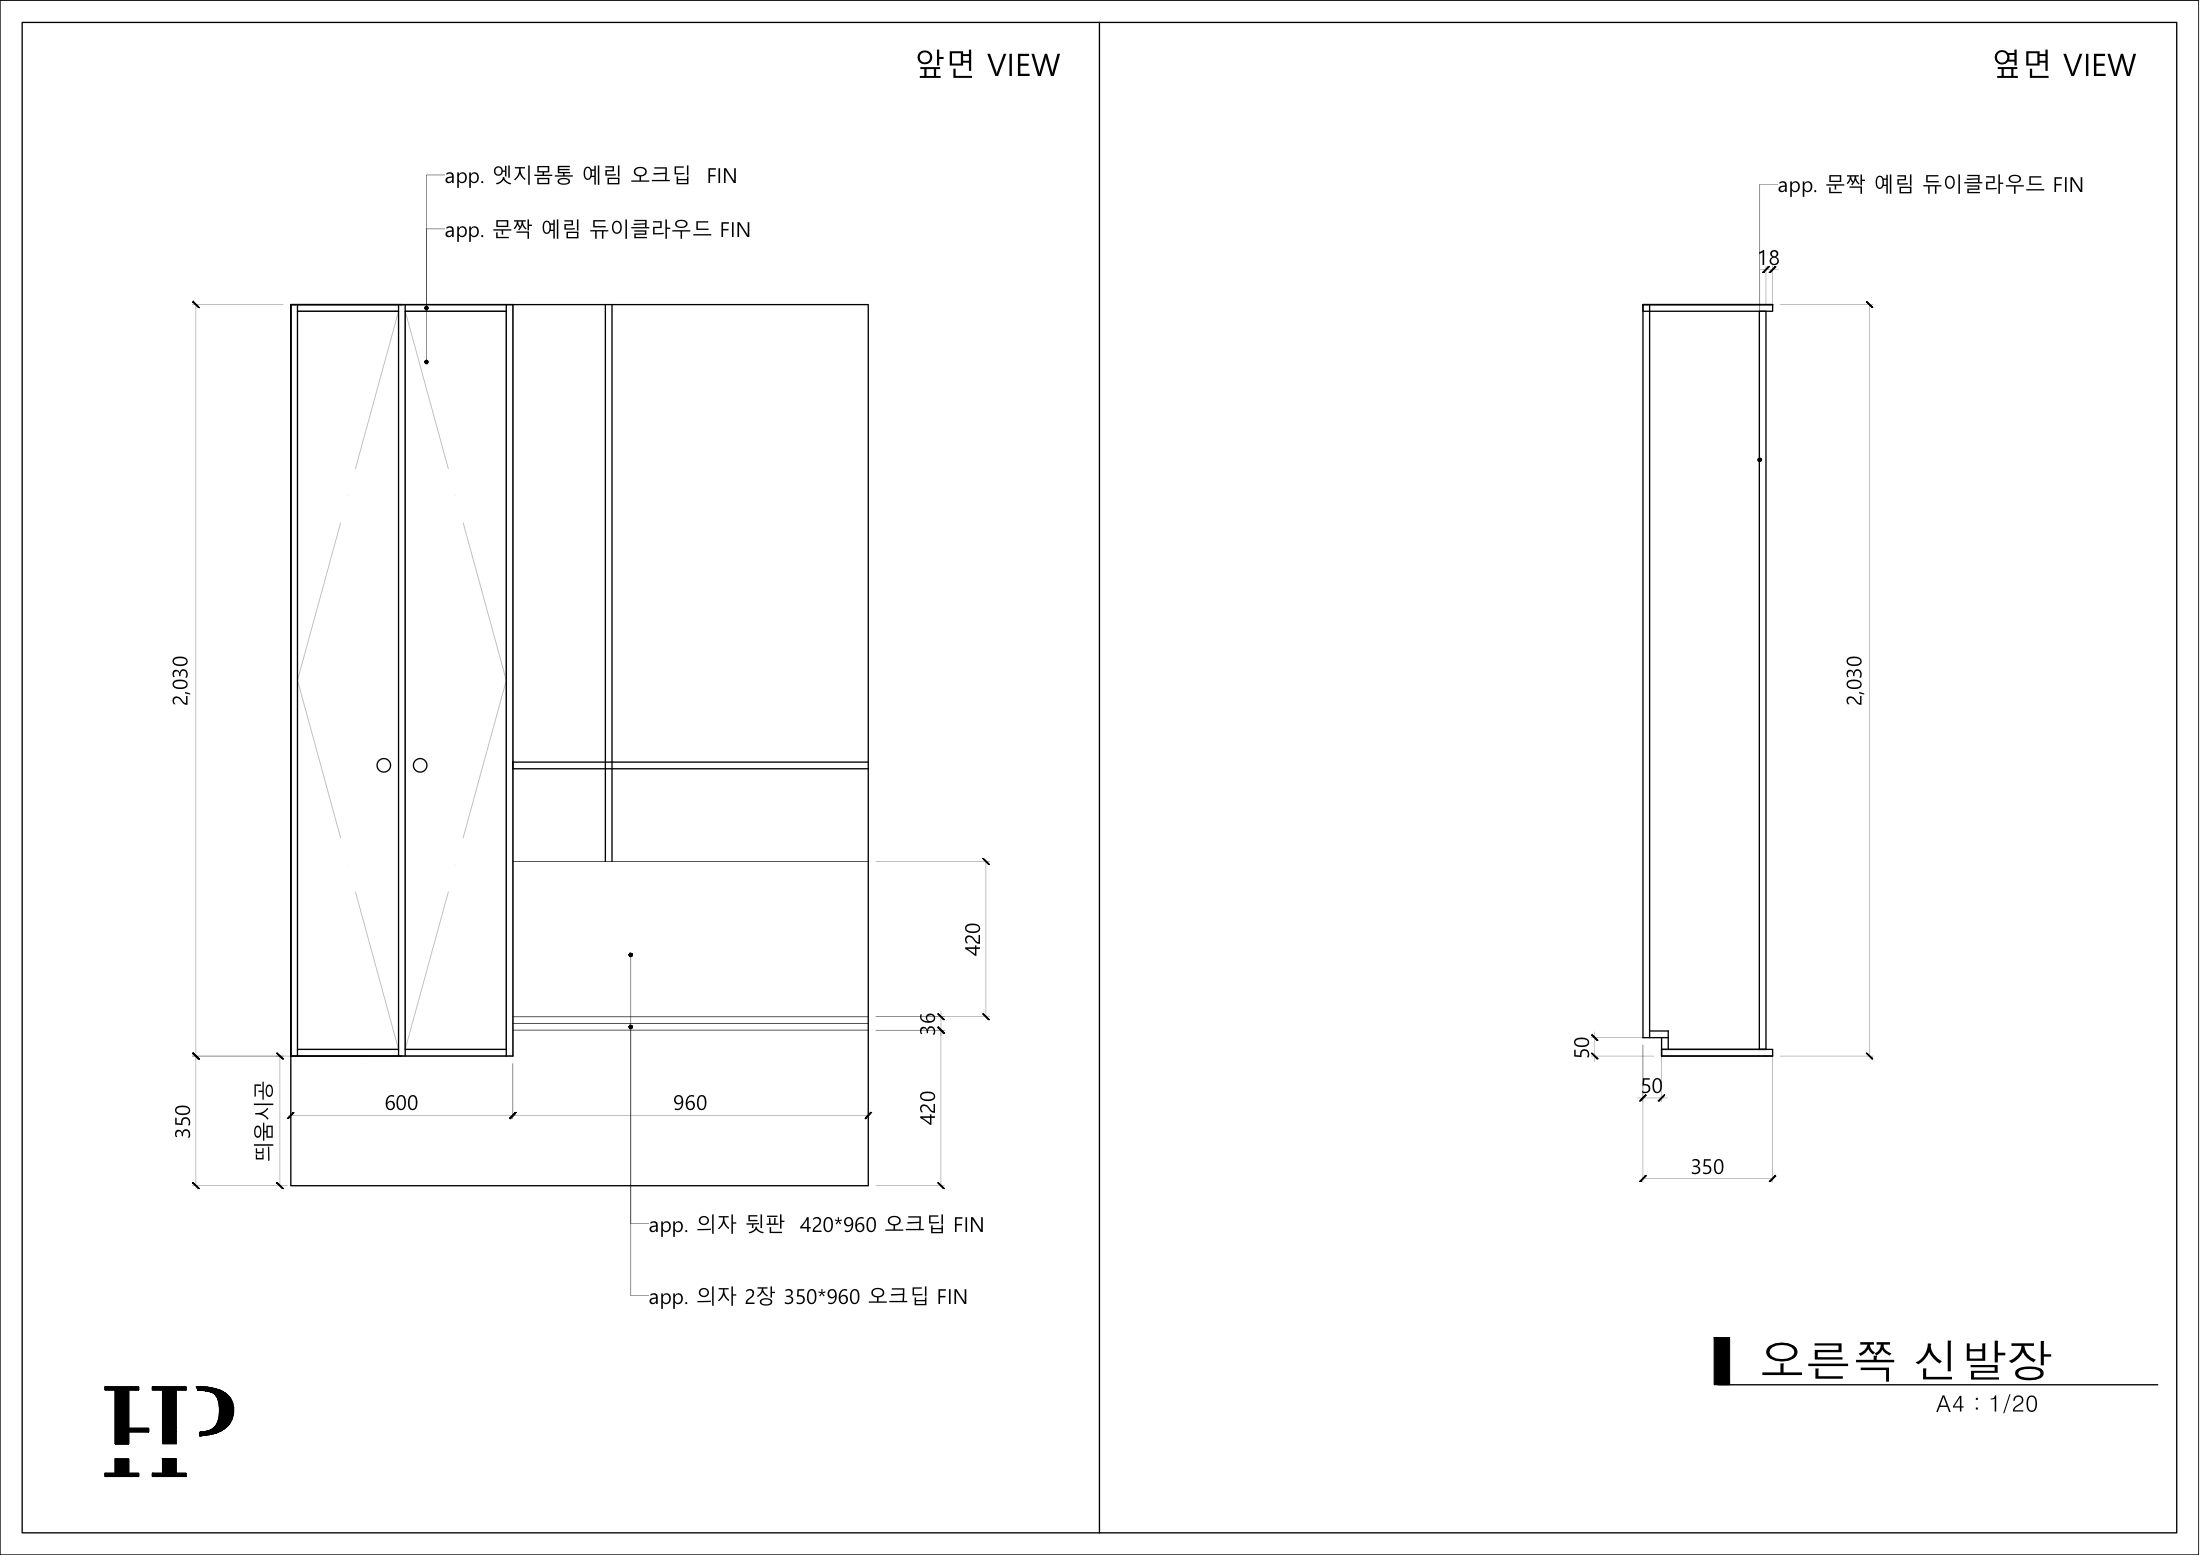 앞면 VIEW
app. 엣지몸통 예림 오크딥 FIN
app. 문짝 예림 듀이클라우드 FIN
2,030
350
띄움시공
600
960
420
36
420
app. 의자 뒷판 420*960 오크딥 FIN
app. 의자 2장 350*960 오크딥 FIN
HP
옆면 VIEW
app. 문짝 예림 듀이클라우드 FIN
18
2,030
50
50
350
오른쪽 신발장
A4 : 1/20